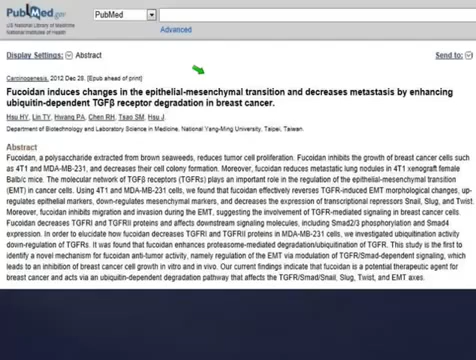 PubMed.gov
US National Library of Medicine
National Institutes of Health
PubMed
Advanced
Display Settings: Abstract
Send to:
Carcinogenesis. 2012 Dec 28. [Epub ahead of print]
Fucoidan induces changes in the epithelial-mesenchymal transition and decreases metastasis by enhancing
ubiquitin-dependent TGFβ receptor degradation in breast cancer.
Hsu HY, Lin TY, Hwang PA, Chen RH, Tsao SM, Hsu J.
Department of Biotechnology and Laboratory Science in Medicine, National Yang-Ming University, Taipei, Taiwan.
Abstract
Fucoidan, a polysaccharide extracted from brown seaweeds, reduces tumor cell proliferation. Fucoidan inhibits the growth of breast cancer cells such
as 4T1 and MDA-MB-231, and decreases their cell colony formation. Moreover, fucoidan reduces metastatic lung nodules in 4T1 xenograft female
Balb/c mice. The molecular network of TGFβ receptors (TGFRs) plays an important role in the regulation of the epithelial-mesenchymal transition
(EMT) in cancer cells. Using 4T1 and MDA-MB-231 cells, we found that fucoidan effectively reverses TGFR-induced EMT morphological changes, up-
regulates epithelial markers, down-regulates mesenchymal markers, and decreases the expression of transcriptional repressors Snail, Slug, and Twist.
Moreover, fucoidan inhibits migration and invasion during the EMT, suggesting the involvement of TGFR-mediated signaling in breast cancer cells.
Fucoidan decreases TGFRI and TGFRII proteins and affects downstream signaling molecules, including Smad2/3 phosphorylation and Smad4
expression. In order to elucidate how fucoidan decreases TGFRI and TGFRII proteins in MDA-MB-231 cells, we investigated ubiquitination activity
down-regulation of TGFRs. It was found that fucoidan enhances proteasome-mediated degradation/ubiquitination of TGFR. This study is the first to
identify a novel mechanism for fucoidan anti-tumor activity, namely regulation of the EMT via modulation of TGFR/Smad-dependent signaling, which
leads to an inhibition of breast cancer cell growth in vitro and in vivo. Our current findings indicate that fucoidan is a potential therapeutic agent for
breast cancer and acts via an ubiquitin-dependent degradation pathway that affects the TGFR/Smad/Snail, Slug, Twist and EMT axes.